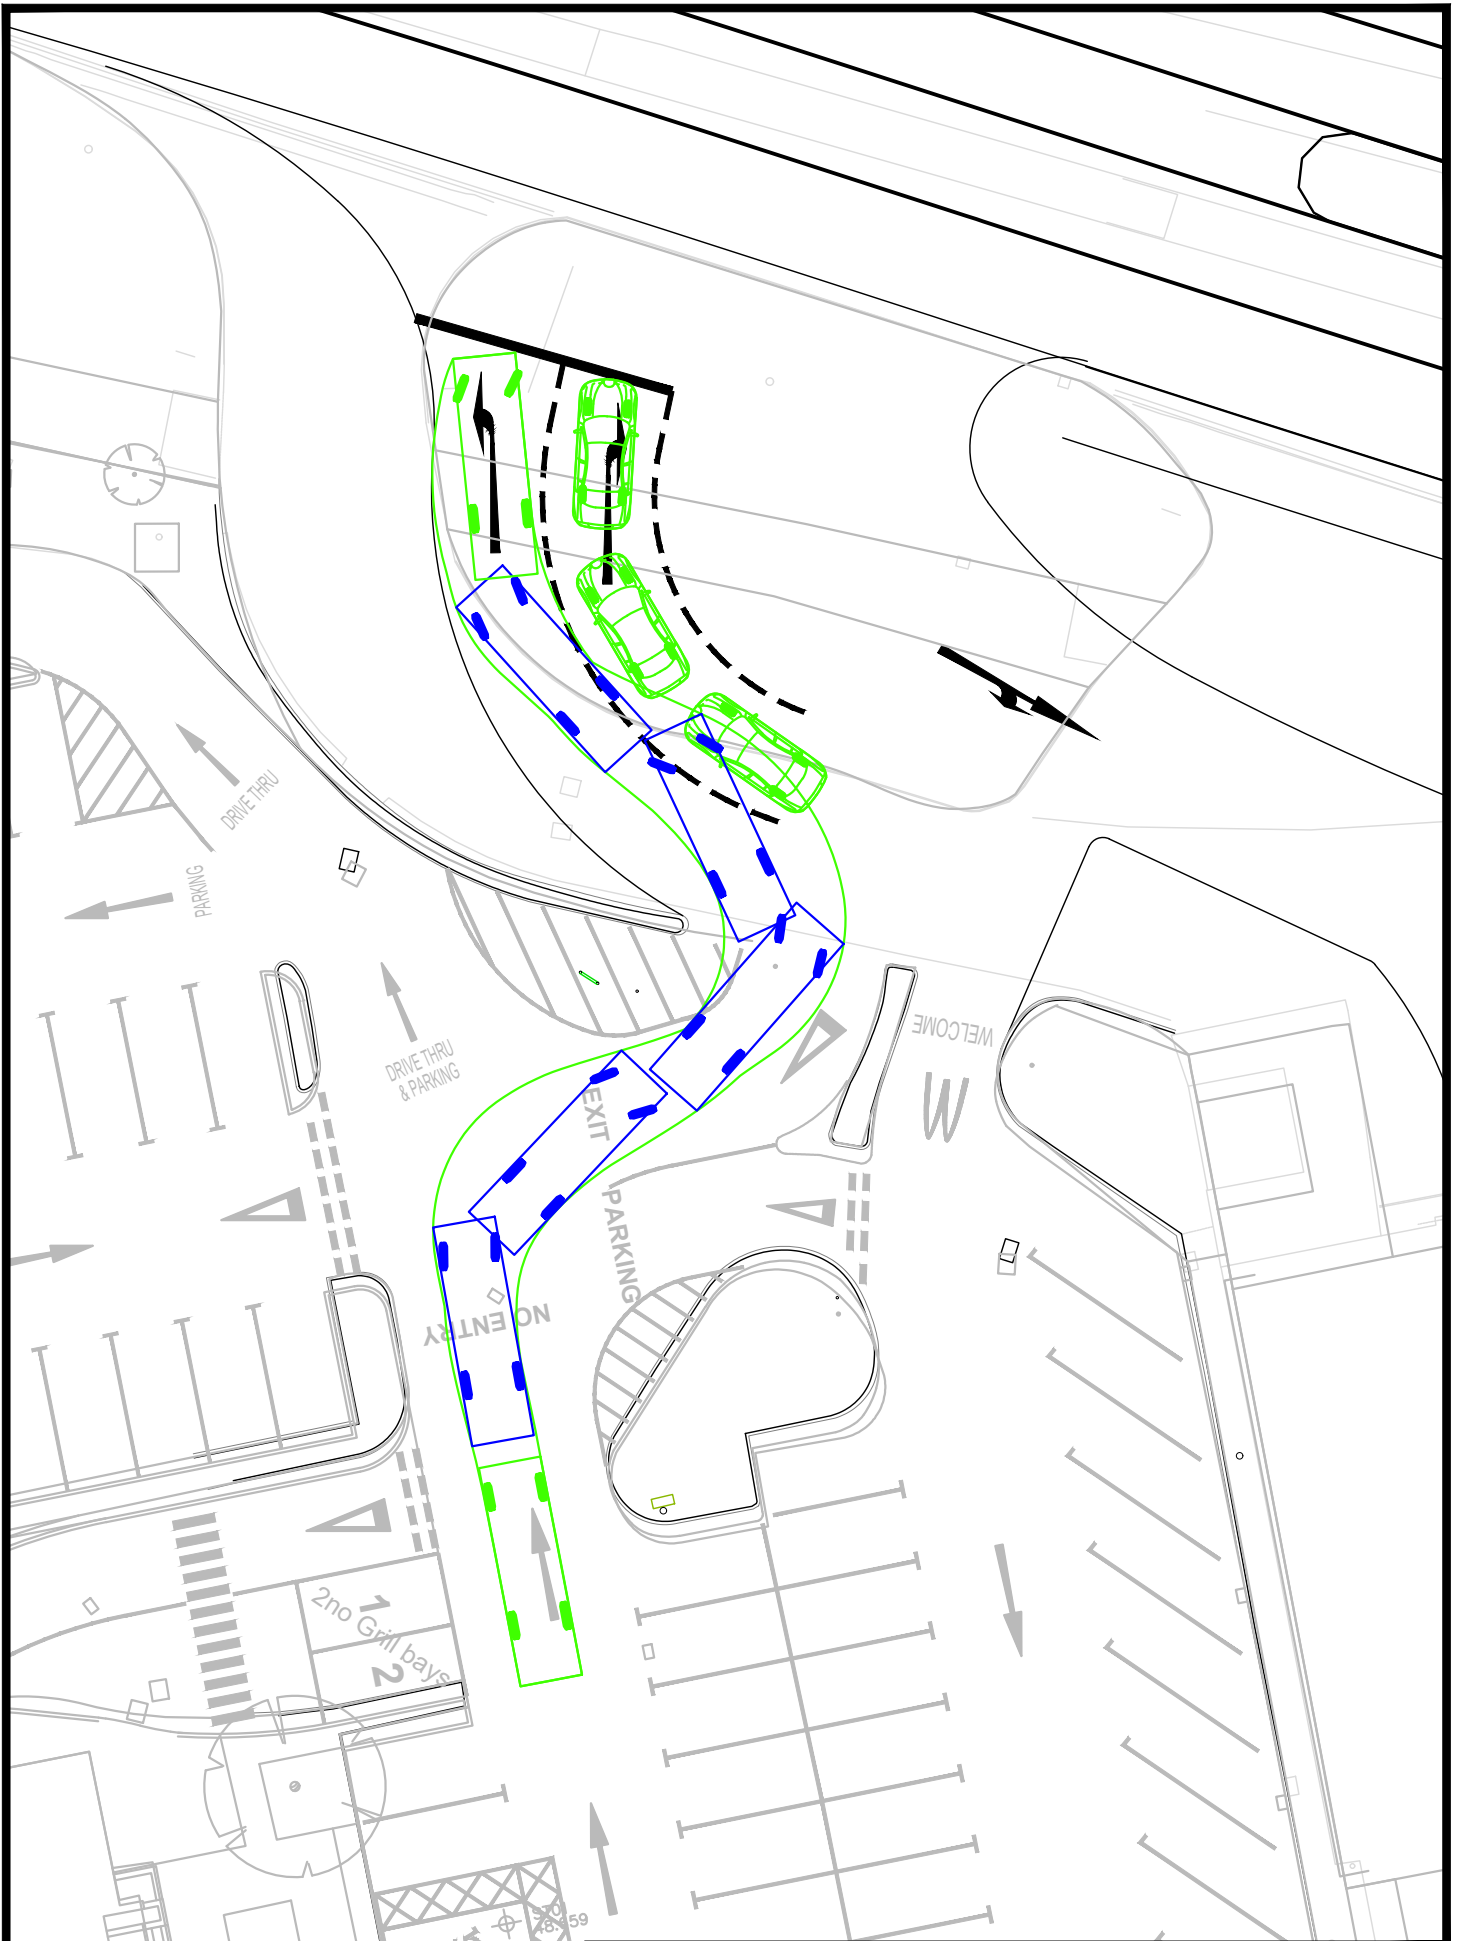 DRIVE THRU
PARKING
WELCOME
DRIVE THRU
& PARKING
EXIT
PARKING
NO ENTRY
1
2no Grill bays
2